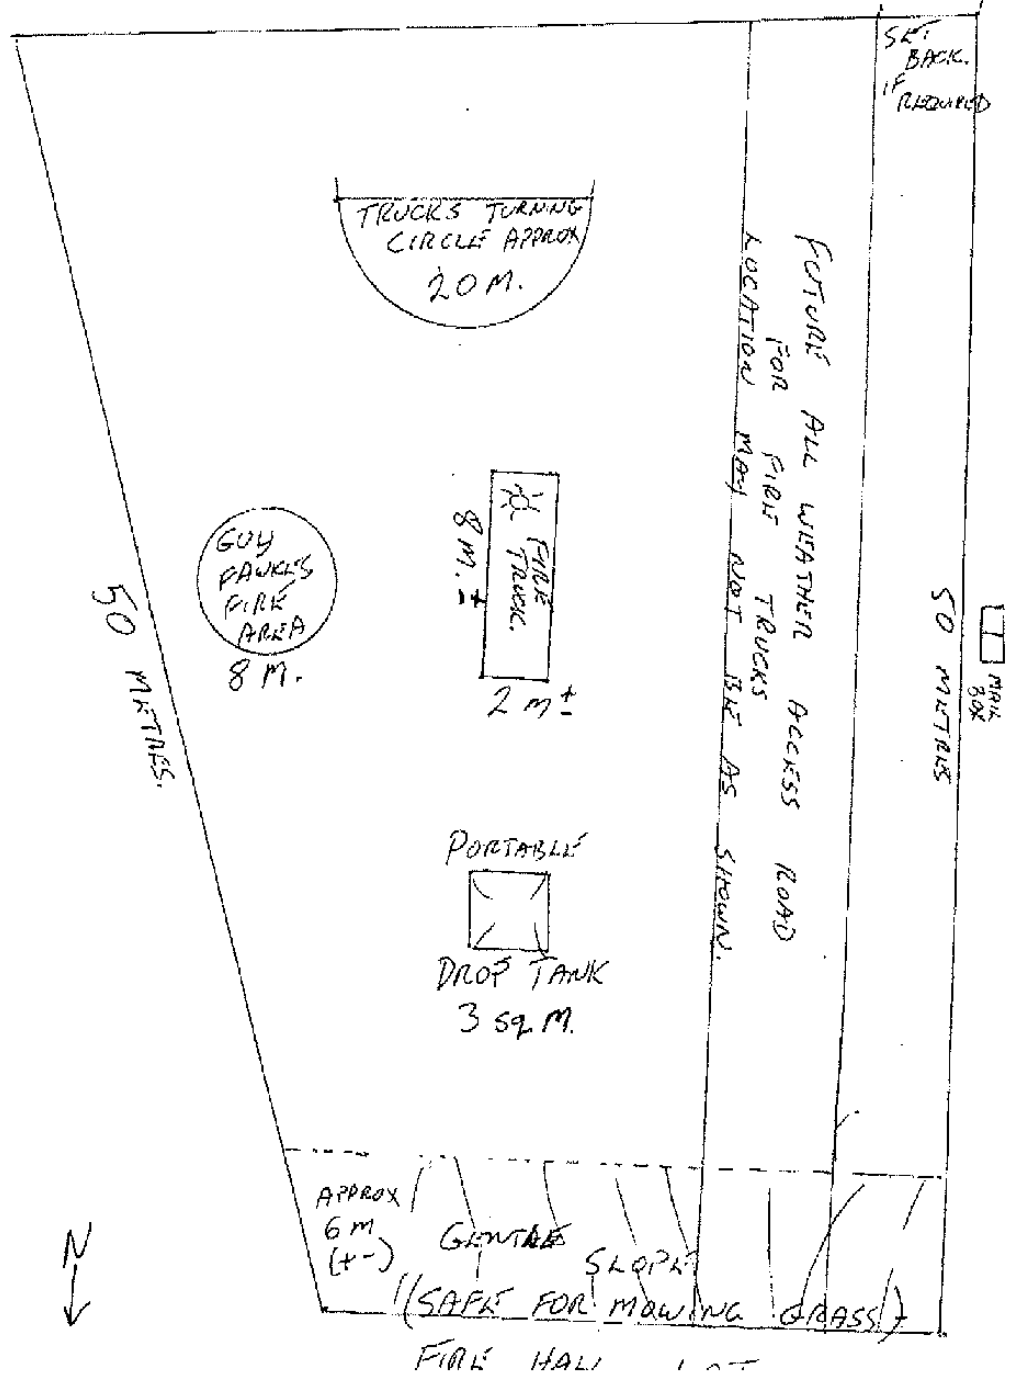 SET
BACK.
IF
REQUIRED
TRUCKS TURNING
CIRCLE APPROX
20 M.
FUTURE ALL WEATHER ACCESS ROAD
FOR FIRE TRUCKS
LOCATION MAY NOT BE AS SHOWN.
GUY
FAWKES
FIRE
AREA
8 M.
8 M. ±
FIRE
TRUCK.
2 M ±
50 METRES.
50 METRES
MAIL
BOX
PORTABLE
DROP TANK
3 sq. M.
APPROX
6 M
(+-)
GENTLE
SLOPE
(SAFE FOR MOWING GRASS)
N
FIRE HALL LOT